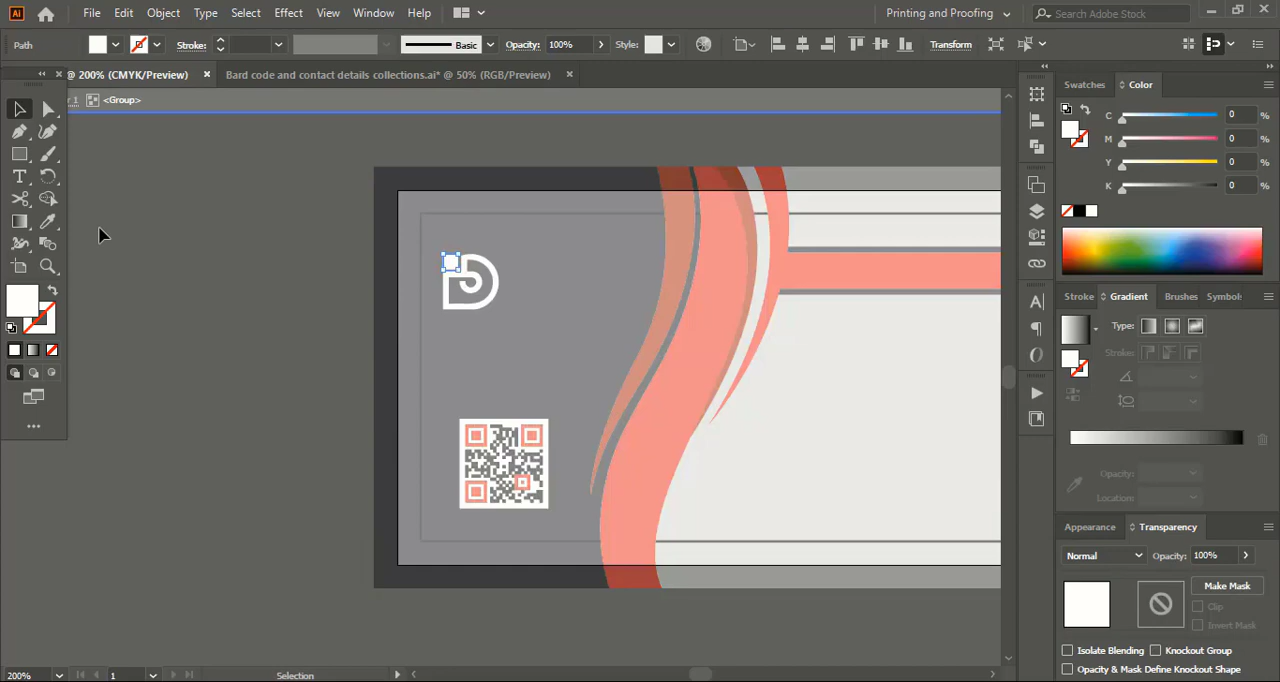 Ai File Edit Object Type Select Effect View Window Help Printing and Proofing Search Adobe Stock
Path Stroke: Basic Opacity: 100% Style: Transform
@ 200% (CMYK/Preview) × Bard code and contact details collections.ai* @ 50% (RGB/Preview) ×
<Group>
Swatches Color
C 0 %
M 0 %
Y 0 %
K 0 %
Stroke Gradient Brushes Symbol:
Type:
Stroke:
Opacity:
Location:
Appearance Transparency
Normal Opacity: 100%
Make Mask
Clip
Invert Mask
Isolate Blending Knockout Group
Opacity & Mask Define Knockout Shape
200% 1 Selection